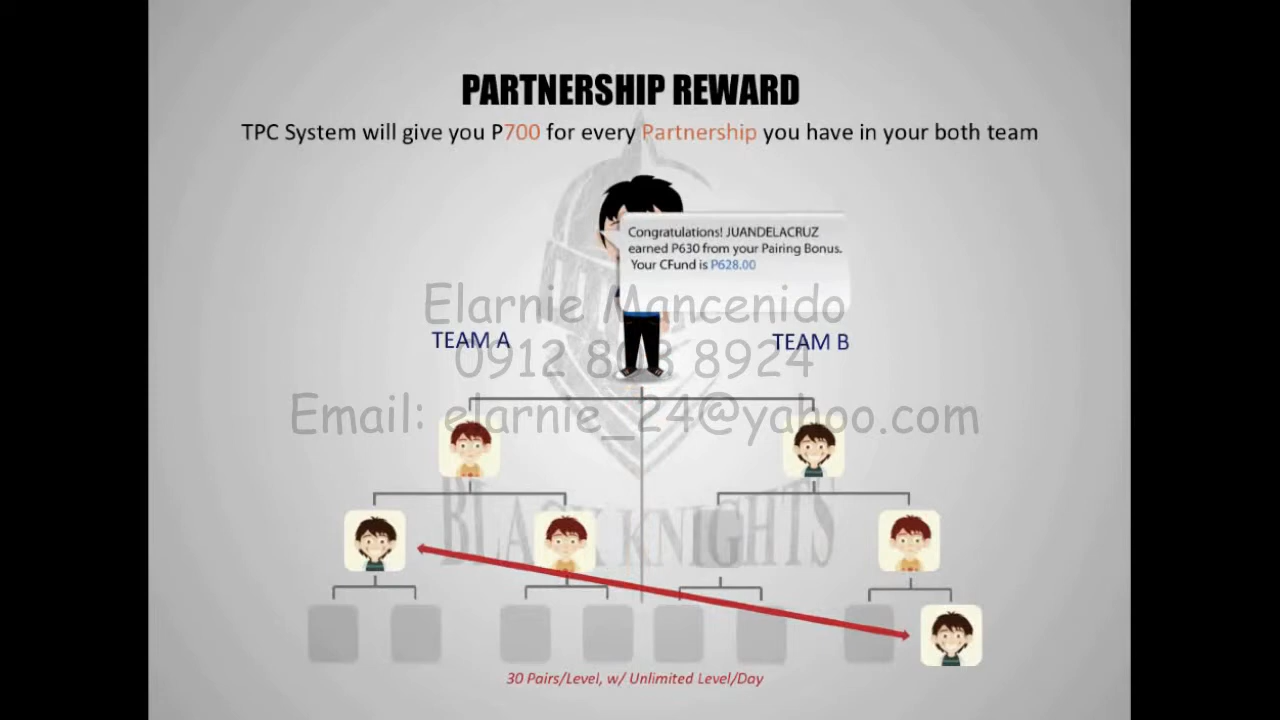 PARTNERSHIP REWARD
TPC System will give you P700 for every Partnership you have in your both team
Congratulations! JUANDELACRUZ
earned P630 from your Pairing Bonus.
Your CFund is P628.00
Elarnie Mancenido
TEAM A
TEAM B
0912 8924
Email: elarnie_24@yahoo.com
BLACK KNIGHTS
30 Pairs/Level, w/ Unlimited Level/Day